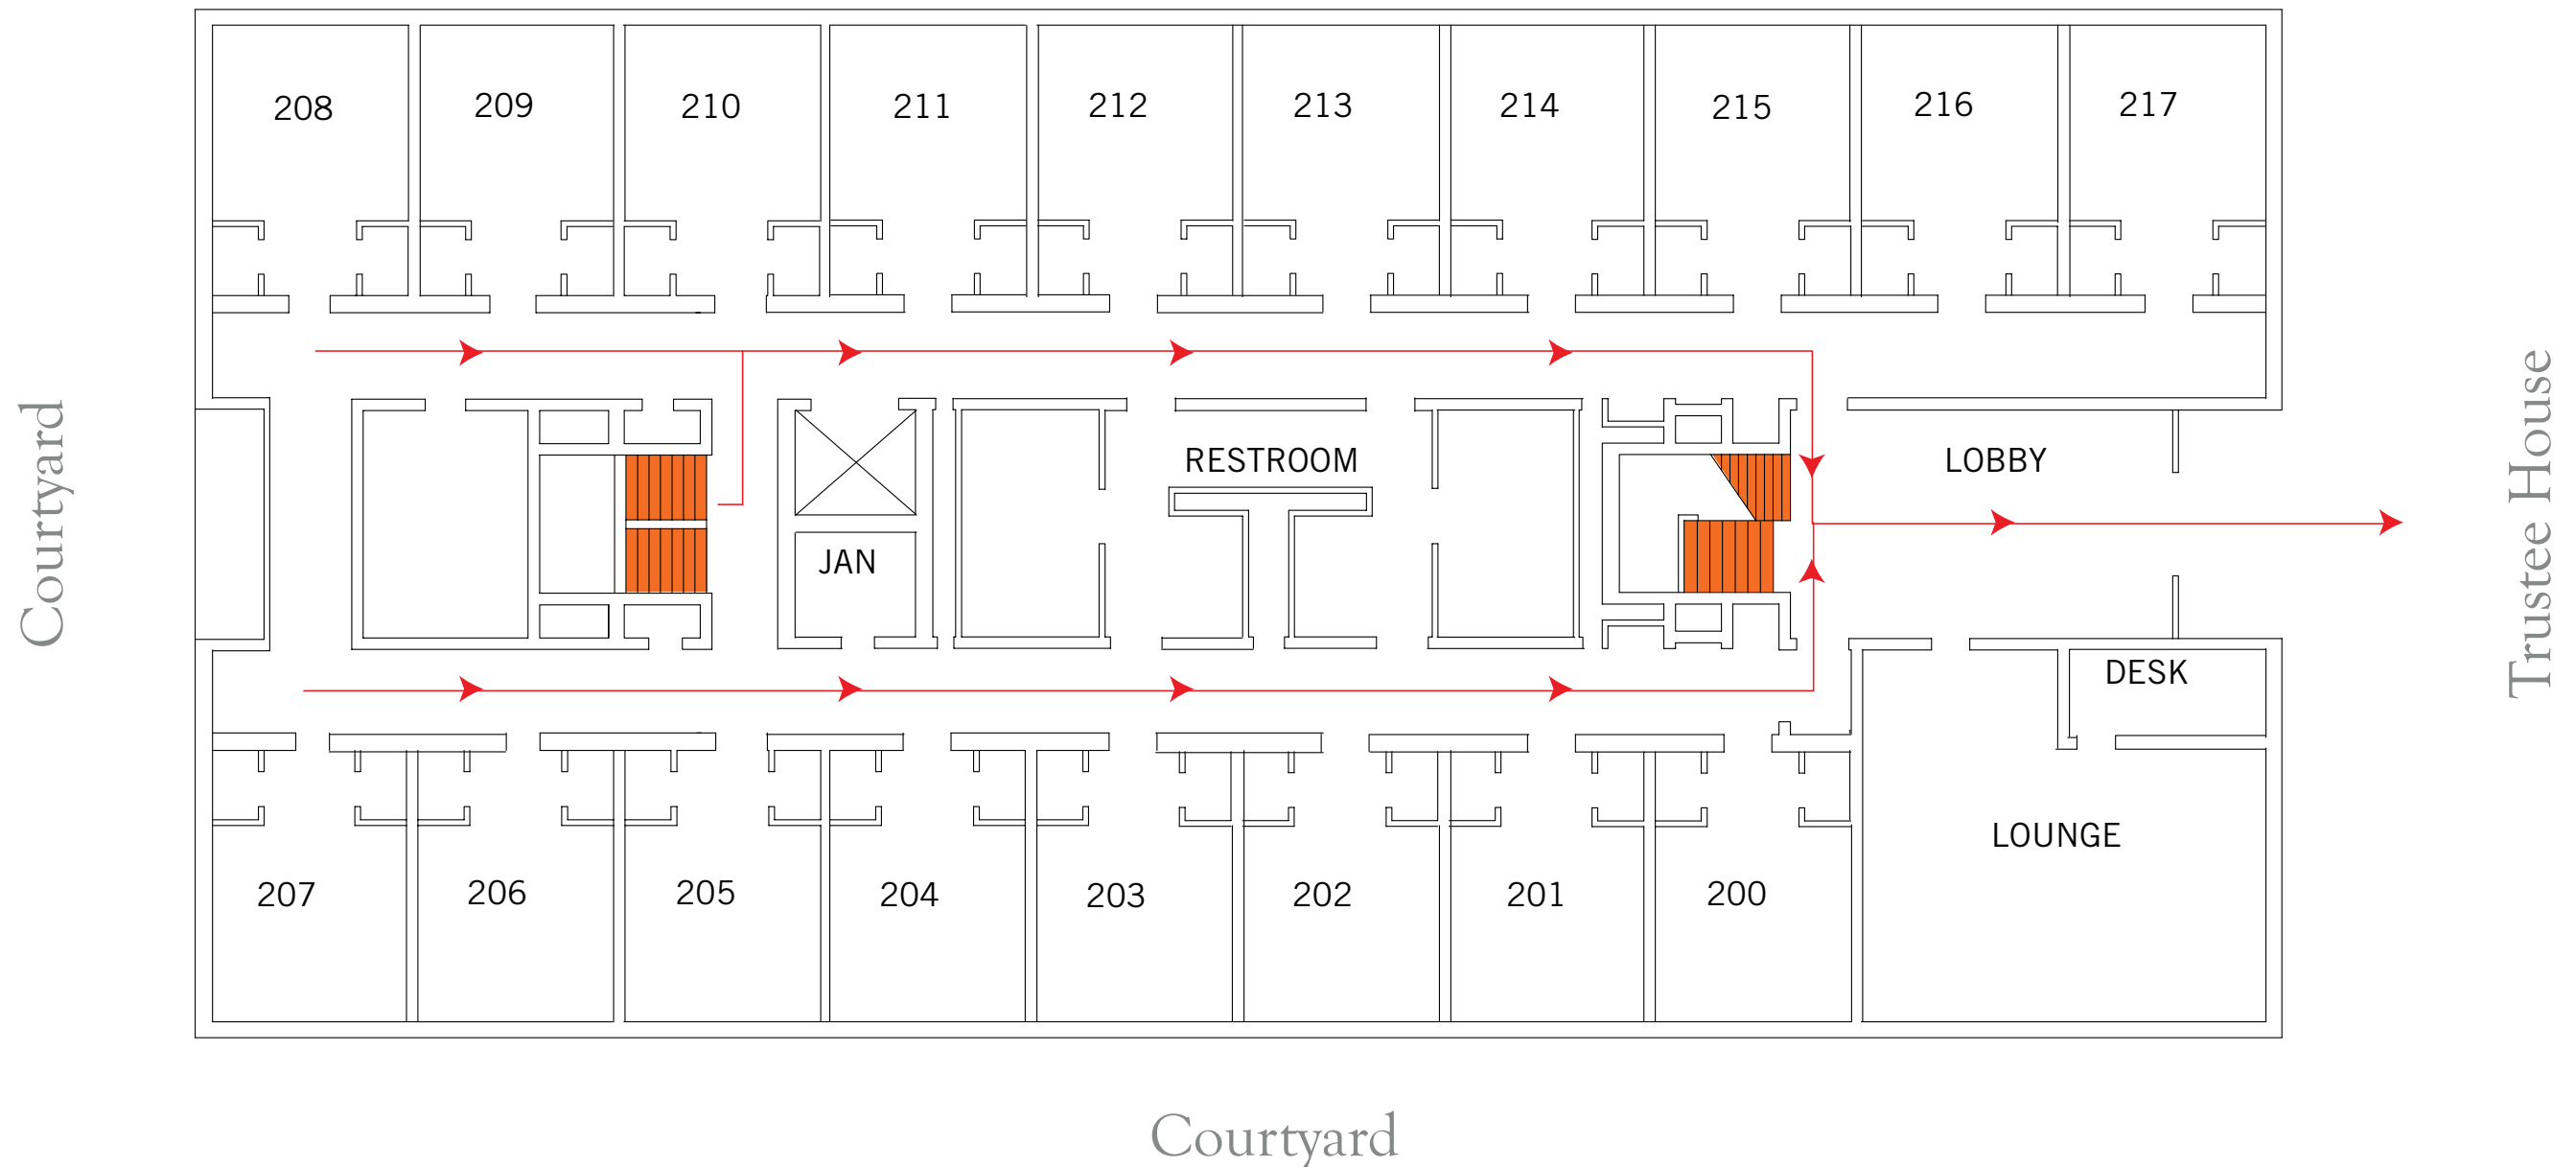 208 209 210 211 212 213 214 215 216 217
Courtyard
RESTROOM
LOBBY
Trustee House
JAN
DESK
LOUNGE
207 206 205 204 203 202 201 200
Courtyard